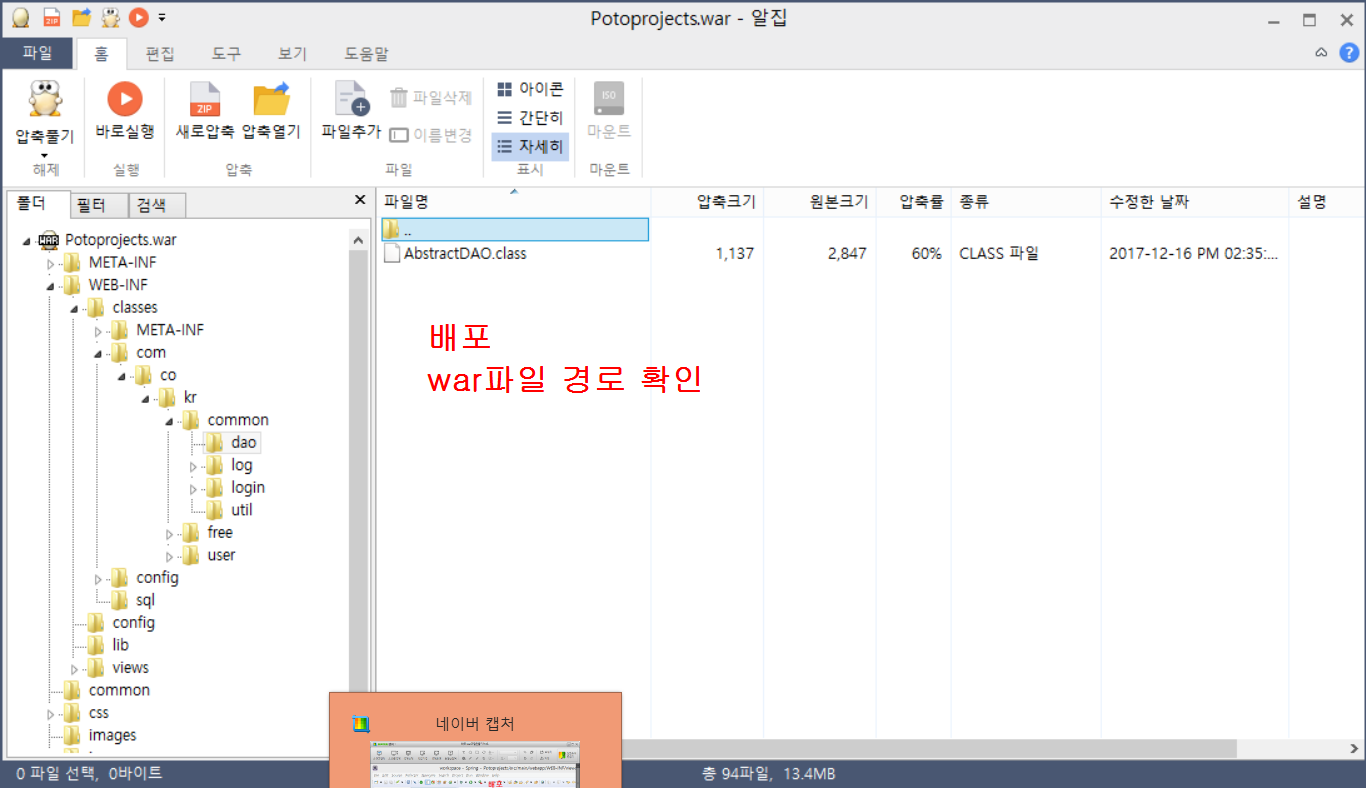 ZIP
Potoprojects.war - 알집
파일 홈 편집 도구 보기 도움말
압축풀기
해제
바로실행
실행
ZIP
새로압축 압축열기
압축
파일추가 파일삭제
이름변경
파일
아이콘
간단히
자세히
표시
ISO
마운트
마운트
폴더 필터 검색
WAR Potoprojects.war
META-INF
WEB-INF
classes
META-INF
com
co
kr
common
dao
log
login
util
free
user
config
sql
config
lib
views
common
css
images
파일명 압축크기 원본크기 압축률 종류 수정한 날짜 설명
..
AbstractDAO.class 1,137 2,847 60% CLASS 파일 2017-12-16 PM 02:35:...
배포
war파일 경로 확인
네이버 캡처
배포
0 파일 선택, 0바이트 총 94파일, 13.4MB